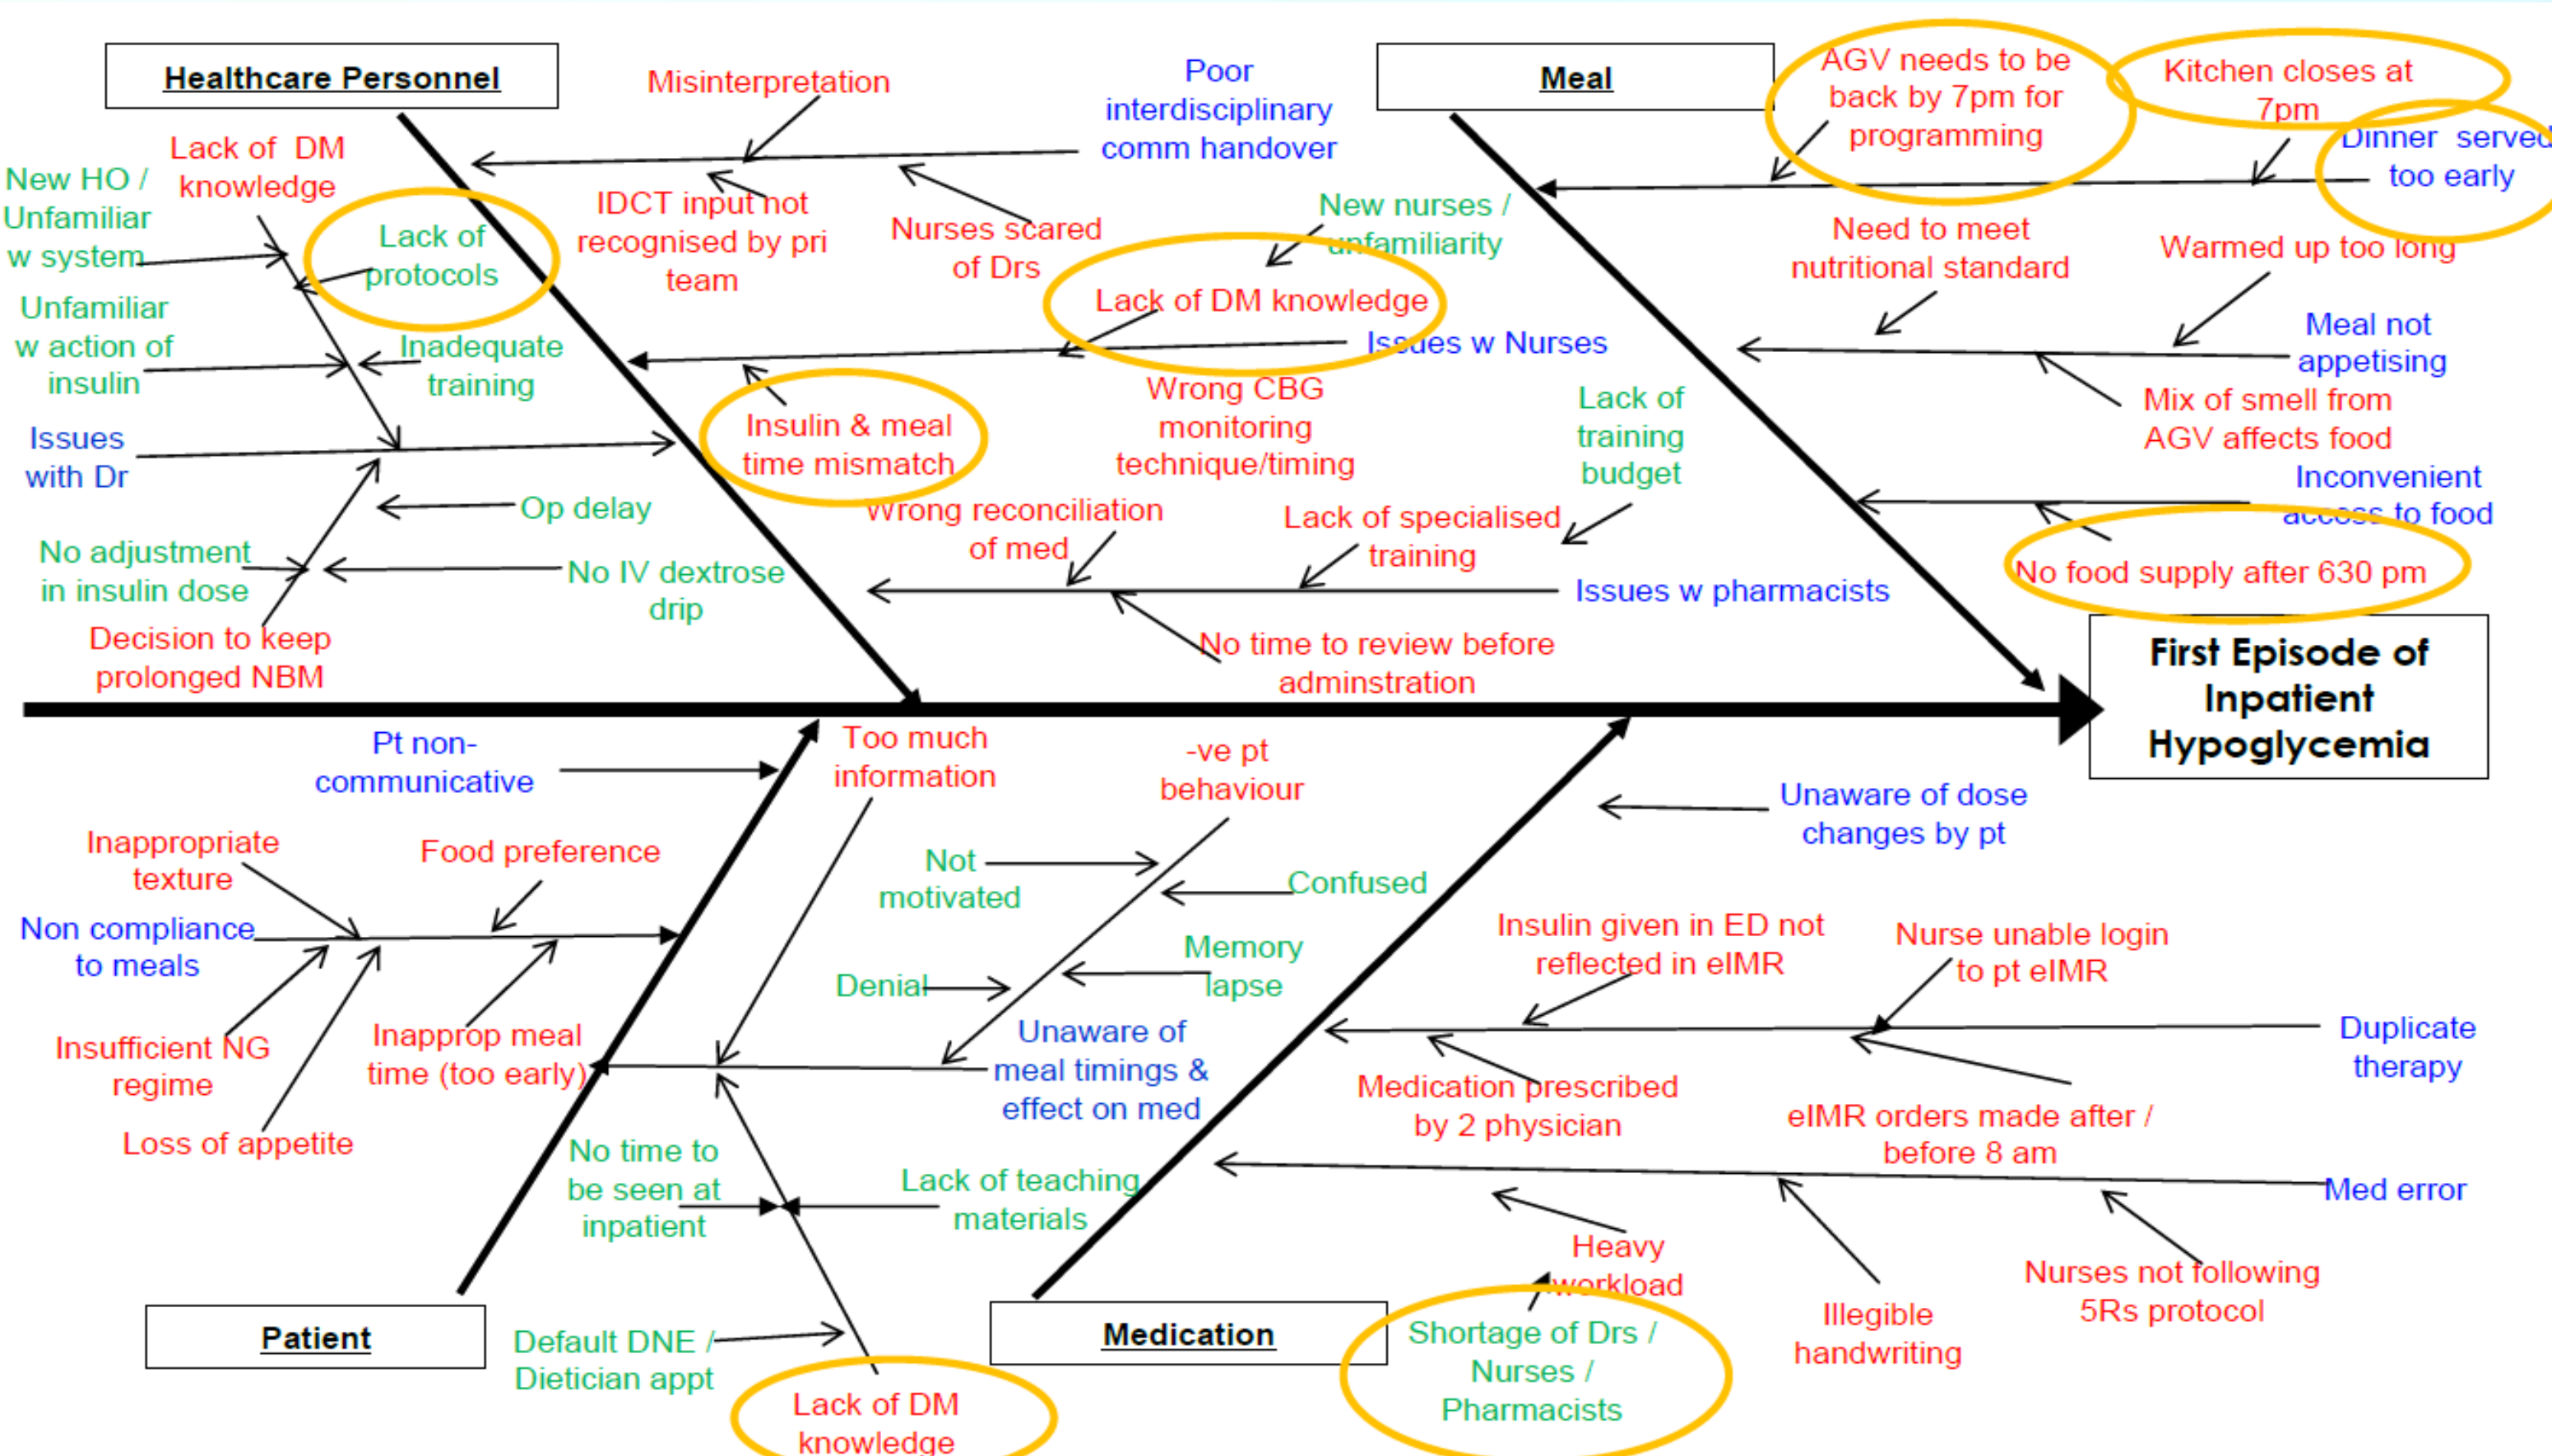 Healthcare Personnel
Misinterpretation
Poor
interdisciplinary
comm handover
Meal
AGV needs to be
back by 7pm for
programming
Kitchen closes at
7pm
Dinner served
too early
Lack of DM
knowledge
New HO /
Unfamiliar
w system
Lack of
protocols
IDCT input not
recognised by pri
team
Nurses scared
of Drs
New nurses /
unfamiliarity
Need to meet
nutritional standard
Warmed up too long
Unfamiliar
w action of
insulin
Inadequate
training
Lack of DM knowledge
Issues w Nurses
Meal not
appetising
Insulin & meal
time mismatch
Wrong CBG
monitoring
technique/timing
Lack of
training
budget
Mix of smell from
AGV affects food
Issues
with Dr
Inconvenient
access to food
Op delay
Wrong reconciliation
of med
Lack of specialised
training
No adjustment
in insulin dose
No IV dextrose
drip
Issues w pharmacists
No food supply after 630 pm
Decision to keep
prolonged NBM
No time to review before
adminstration
First Episode of
Inpatient
Hypoglycemia
Pt non-
communicative
Too much
information
-ve pt
behaviour
Unaware of dose
changes by pt
Inappropriate
texture
Food preference
Not
motivated
Confused
Non compliance
to meals
Insulin given in ED not
reflected in eIMR
Nurse unable login
to pt eIMR
Denial
Memory
lapse
Insufficient NG
regime
Inapprop meal
time (too early)
Unaware of
meal timings &
effect on med
Duplicate
therapy
Medication prescribed
by 2 physician
eIMR orders made after /
before 8 am
Loss of appetite
No time to
be seen at
inpatient
Lack of teaching
materials
Med error
Heavy
workload
Nurses not following
5Rs protocol
Illegible
handwriting
Patient
Default DNE /
Dietician appt
Medication
Shortage of Drs /
Nurses /
Pharmacists
Lack of DM
knowledge